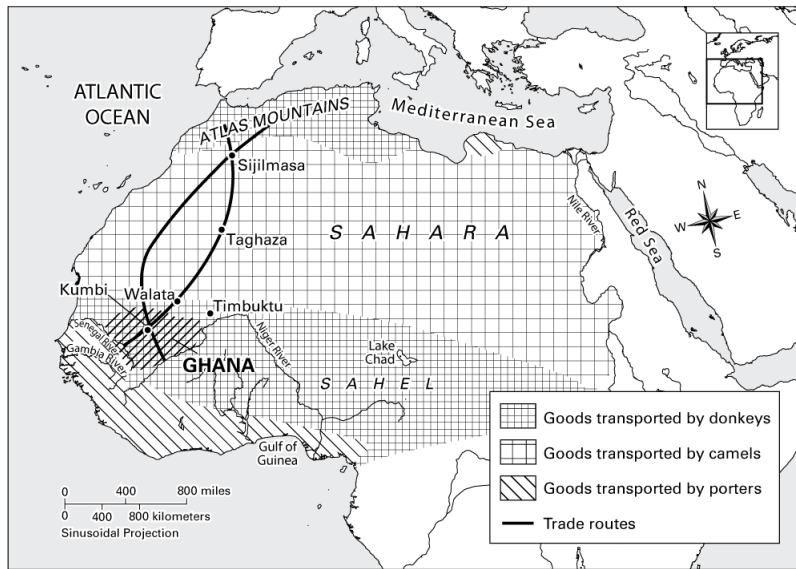 ATLANTIC
OCEAN
ATLAS MOUNTAINS
Mediterranean Sea
Sijilmasa
Taghaza
SAHARA
Nile River
Red Sea
N
W
E
S
Kumbi
Walata
Timbuktu
Senegal River
Gambia River
GHANA
Niger River
Lake
Chad
SAHEL
Gulf of
Guinea
0 400 800 miles
0 400 800 kilometers
Sinusoidal Projection
Goods transported by donkeys
Goods transported by camels
Goods transported by porters
Trade routes